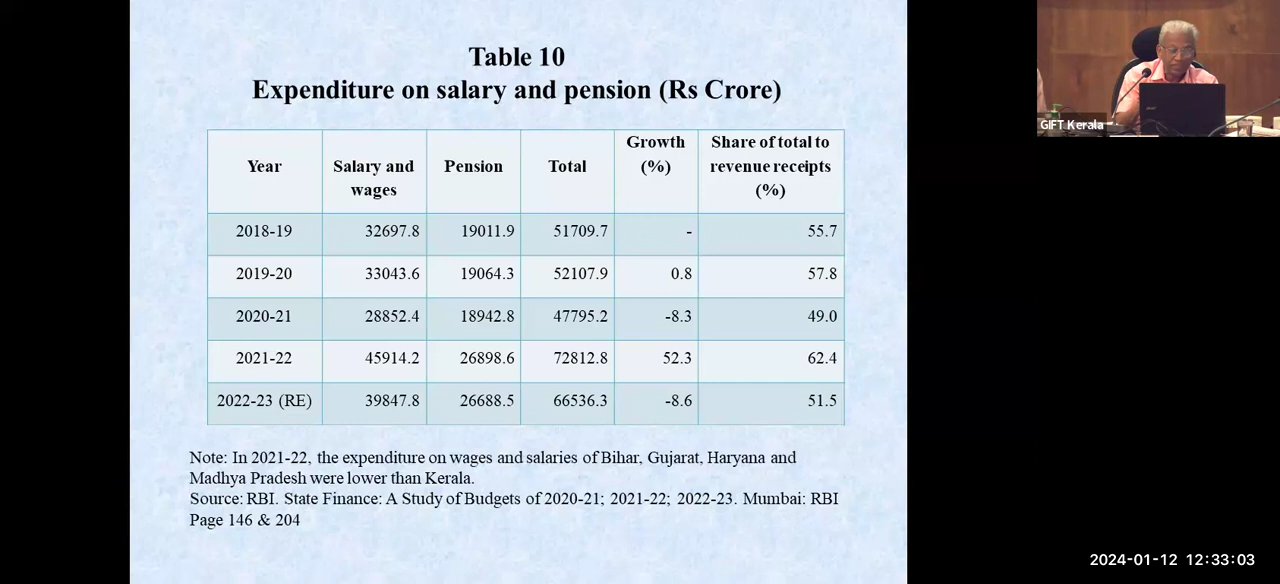 Table 10
Expenditure on salary and pension (Rs Crore)
Year Salary and wages Pension Total Growth (%) Share of total to revenue receipts (%)
2018-19 32697.8 19011.9 51709.7 - 55.7
2019-20 33043.6 19064.3 52107.9 0.8 57.8
2020-21 28852.4 18942.8 47795.2 -8.3 49.0
2021-22 45914.2 26898.6 72812.8 52.3 62.4
2022-23 (RE) 39847.8 26688.5 66536.3 -8.6 51.5
Note: In 2021-22, the expenditure on wages and salaries of Bihar, Gujarat, Haryana and
Madhya Pradesh were lower than Kerala.
Source: RBI. State Finance: A Study of Budgets of 2020-21; 2021-22; 2022-23. Mumbai: RBI
Page 146 & 204
GIFT Kerala
2024-01-12 12:33:03